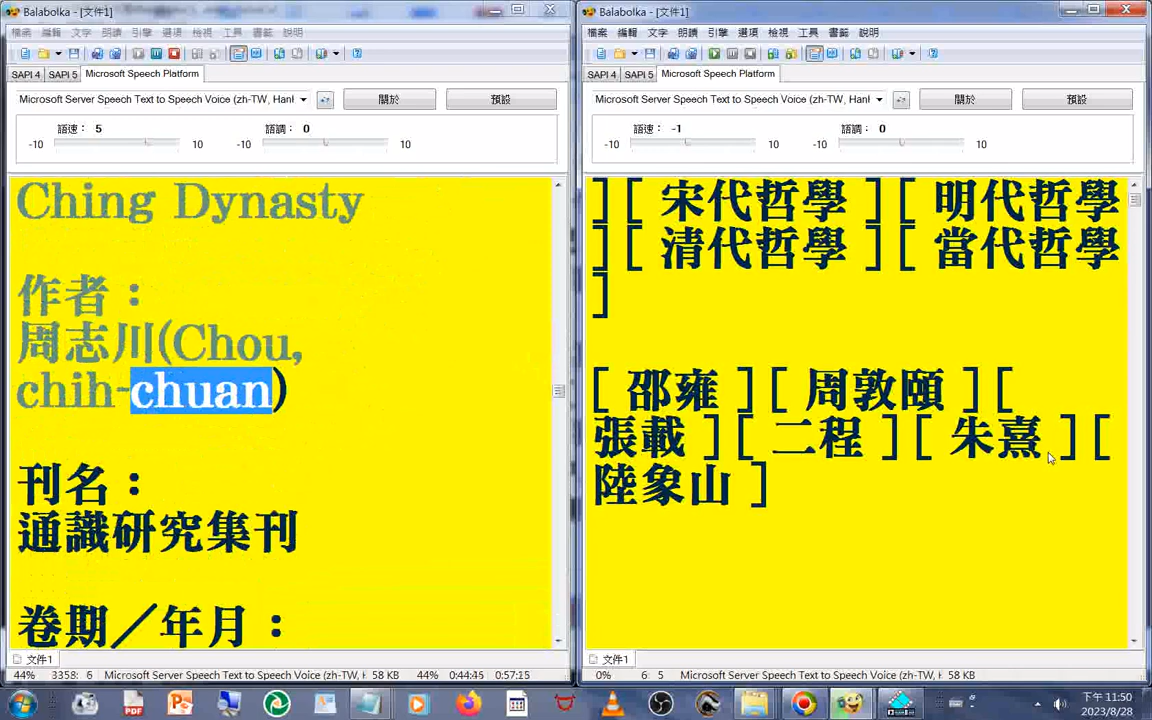 Balabolka - [文件1]
檔案 編輯 文字 朗讀 引擎 選項 檢視 工具 書籤 說明
SAPI 4 SAPI 5 Microsoft Speech Platform
Microsoft Server Speech Text to Speech Voice (zh-TW, Hanl
關於
預設
語速： 5
語調： 0
-10 10 -10 10
Ching Dynasty
作者：
周志川(Chou,
chih-chuan)
刊名：
通識研究集刊
卷期／年月：
文件1
44% 3358: 6 Microsoft Server Speech Text to Speech Voice (zh-TW, H 58 KB 44% 0:44:45 0:57:15
Balabolka - [文件1]
檔案 編輯 文字 朗讀 引擎 選項 檢視 工具 書籤 說明
SAPI 4 SAPI 5 Microsoft Speech Platform
Microsoft Server Speech Text to Speech Voice (zh-TW, Hanl
關於
預設
語速： -1
語調： 0
-10 10 -10 10
][ 宋代哲學 ][ 明代哲學
][ 清代哲學 ][ 當代哲學
]
[ 邵雍 ][ 周敦頤 ][
張載 ][ 二程 ][ 朱熹 ][
陸象山 ]
文件1
0% 6: 5 Microsoft Server Speech Text to Speech Voice (zh-TW, H 58 KB
下午 11:50
2023/8/28